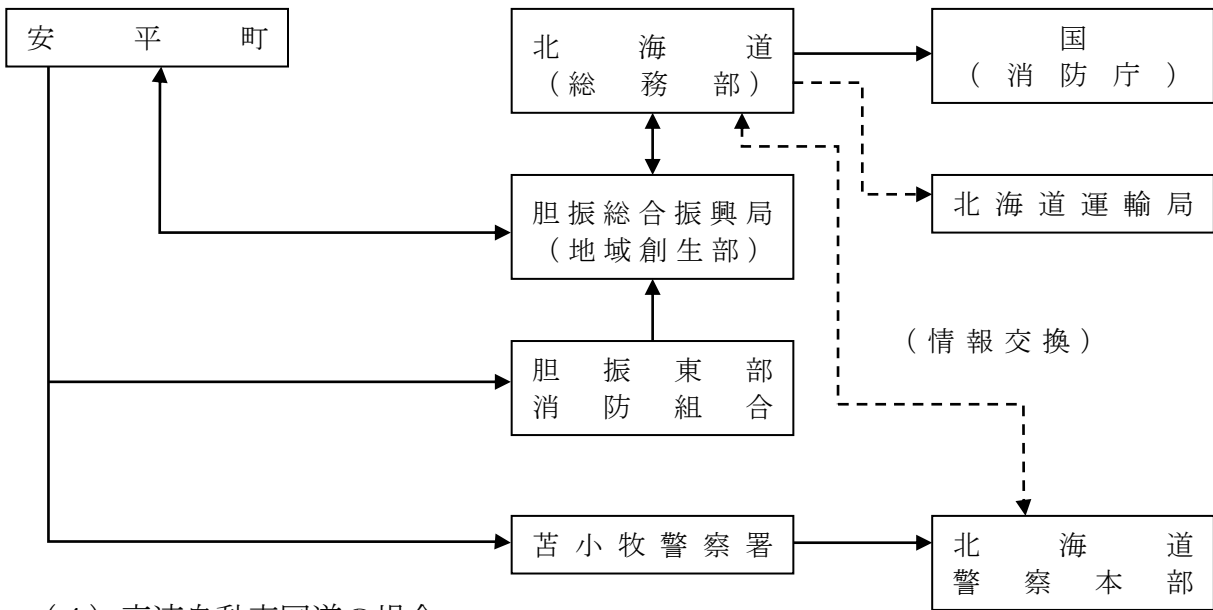 安平町
北海道
（総務部）
国
（消防庁）
北海道運輸局
胆振総合振興局
（地域創生部）
（情報交換）
胆振東部
消防組合
苫小牧警察署
北海道
警察本部